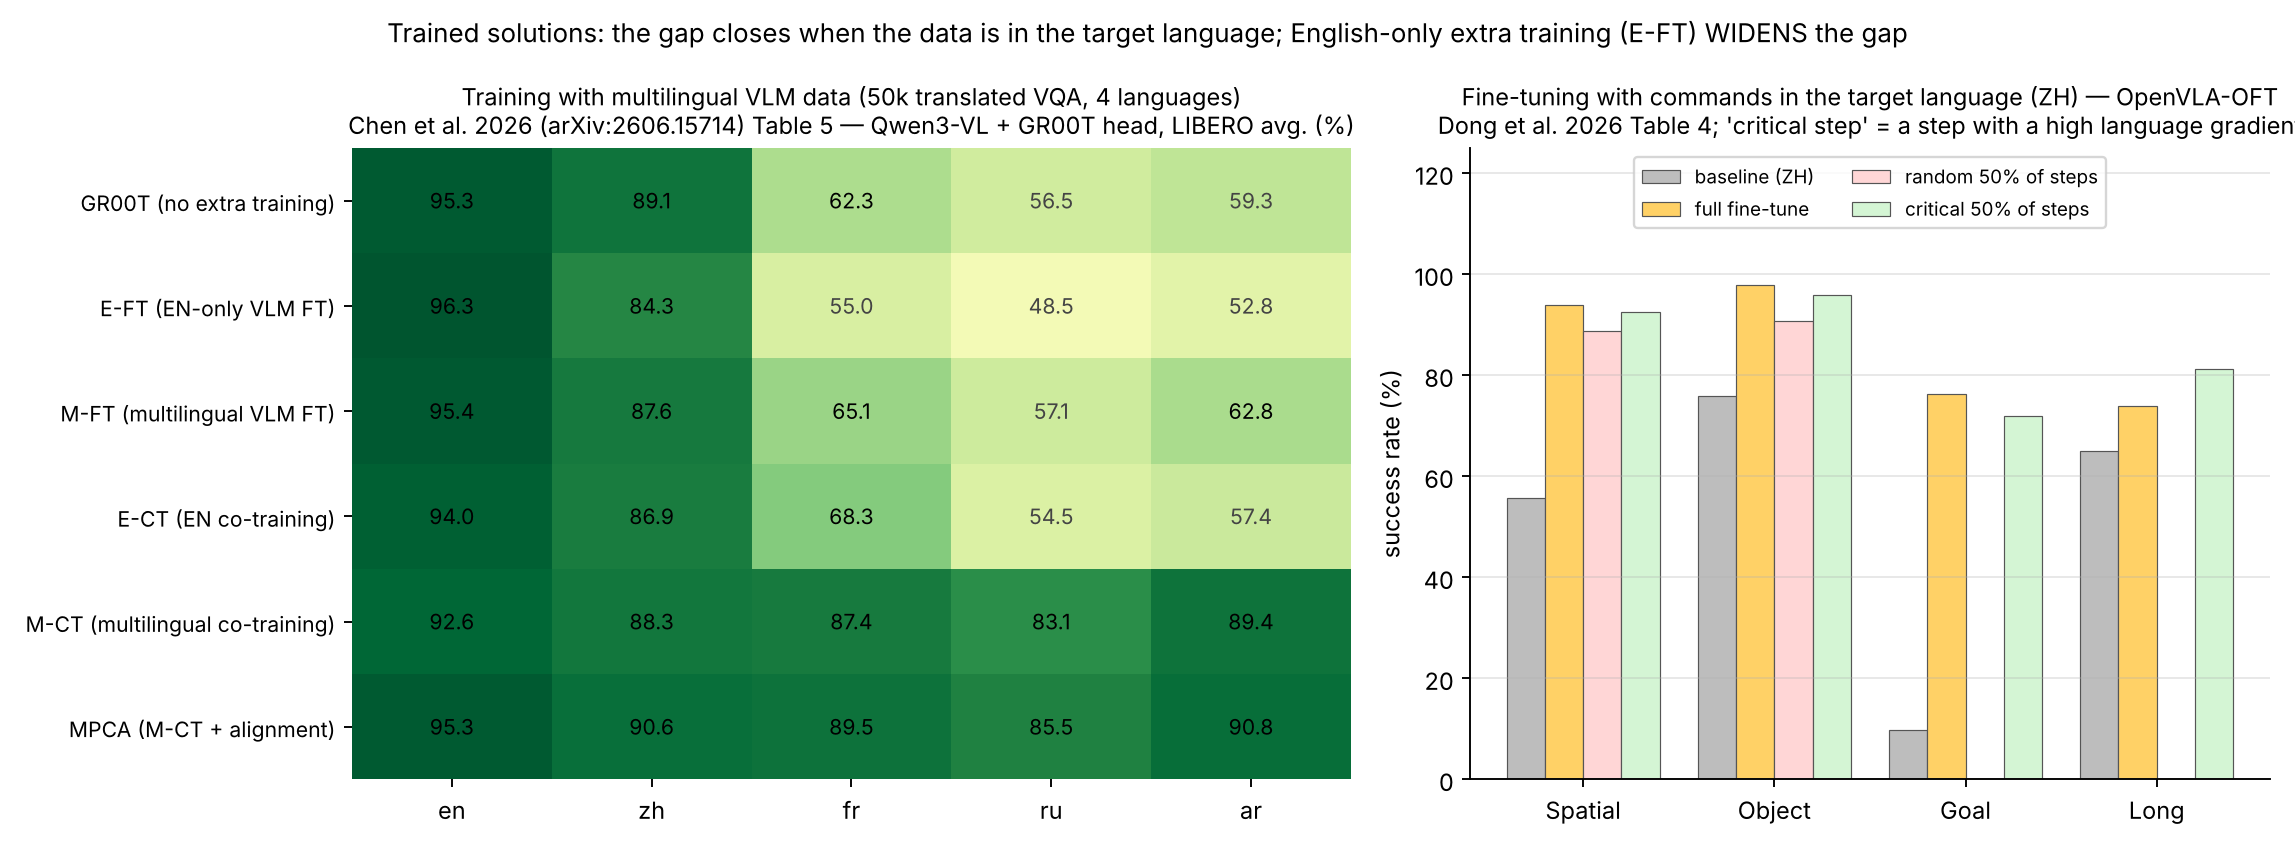 Trained solutions: the gap closes when the data is in the target language; English-only extra training (E-FT) WIDENS the gap
Training with multilingual VLM data (50k translated VQA, 4 languages)
Chen et al. 2026 (arXiv:2606.15714) Table 5 — Qwen3-VL + GR00T head, LIBERO avg. (%)
GR00T (no extra training) 95.3 89.1 62.3 56.5 59.3
E-FT (EN-only VLM FT) 96.3 84.3 55.0 48.5 52.8
M-FT (multilingual VLM FT) 95.4 87.6 65.1 57.1 62.8
E-CT (EN co-training) 94.0 86.9 68.3 54.5 57.4
M-CT (multilingual co-training) 92.6 88.3 87.4 83.1 89.4
MPCA (M-CT + alignment) 95.3 90.6 89.5 85.5 90.8
en zh fr ru ar
Fine-tuning with commands in the target language (ZH) — OpenVLA-OFT
Dong et al. 2026 Table 4; 'critical step' = a step with a high language gradien
baseline (ZH) random 50% of steps
full fine-tune critical 50% of steps
success rate (%)
120
100
80
60
40
20
0
Spatial Object Goal Long